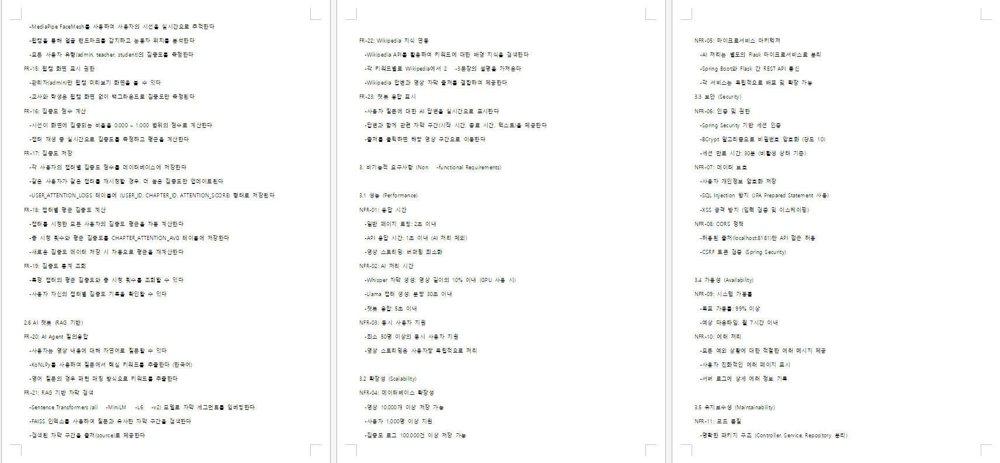 -MediaPipe FaceMesh를 사용하여 사용자의 시선을 실시간으로 추적한다
-웹캠을 통해 얼굴 랜드마크를 감지하고 눈동자 위치를 분석한다
-모든 사용자 유형(admin, teacher, student)의 집중도를 측정한다
FR-15: 웹캠 화면 표시 권한
-관리자(admin)만 웹캠 미리보기 화면을 볼 수 있다
-교사와 학생은 웹캠 화면 없이 백그라운드로 집중도만 측정된다
FR-16: 집중도 점수 계산
-시선이 화면에 집중되는 비율을 0.000 ~ 1.000 범위의 점수로 계산한다
-챕터 재생 중 실시간으로 집중도를 측정하고 평균을 계산한다
FR-17: 집중도 저장
-각 사용자의 챕터별 집중도 점수를 데이터베이스에 저장한다
-같은 사용자가 같은 챕터를 재시청할 경우, 더 높은 집중도만 업데이트된다
-USER_ATTENTION_LOGS 테이블에 (USER_ID, CHAPTER_ID, ATTENTION_SCORE) 형태로 저장된다
FR-18: 챕터별 평균 집중도 계산
-챕터를 시청한 모든 사용자의 집중도 평균을 자동 계산한다
-총 시청 횟수와 평균 집중도를 CHAPTER_ATTENTION_AVG 테이블에 저장한다
-새로운 집중도 데이터 저장 시 자동으로 평균을 재계산한다
FR-19: 집중도 통계 조회
-특정 챕터의 평균 집중도와 총 시청 횟수를 조회할 수 있다
-사용자 자신의 챕터별 집중도 기록을 확인할 수 있다
2.6 AI 챗봇 (RAG 기반)
FR-20: AI Agent 질의응답
-사용자는 영상 내용에 대해 자연어로 질문할 수 있다
-KoNLPy를 사용하여 질문에서 핵심 키워드를 추출한다 (한국어)
-영어 질문의 경우 패턴 매칭 방식으로 키워드를 추출한다
FR-21: RAG 기반 자막 검색
-Sentence Transformers (all -MiniLM -L6 -v2) 모델로 자막 세그먼트를 임베딩한다
-FAISS 인덱스를 사용하여 질문과 유사한 자막 구간을 검색한다
-검색된 자막 구간을 출처(source)로 제공한다
FR-22: Wikipedia 지식 연동
-Wikipedia API를 활용하여 키워드에 대한 배경 지식을 검색한다
-각 키워드별로 Wikipedia에서 2 -3문장의 설명을 가져온다
-Wikipedia 답변과 영상 자막 출처를 결합하여 제공한다
FR-23: 챗봇 응답 표시
-사용자 질문에 대한 AI 답변을 실시간으로 표시한다
-답변과 함께 관련 자막 구간(시작 시간, 종료 시간, 텍스트)을 제공한다
-출처를 클릭하면 해당 영상 구간으로 이동한다
3. 비기능적 요구사항 (Non -functional Requirements)
3.1 성능 (Performance)
NFR-01: 응답 시간
-일반 페이지 로딩: 2초 이내
-API 응답 시간: 1초 이내 (AI 처리 제외)
-영상 스트리밍: 버퍼링 최소화
NFR-02: AI 처리 시간
-Whisper 자막 생성: 영상 길이의 10% 이내 (GPU 사용 시)
-Llama 챕터 생성: 분당 30초 이내
-챗봇 응답: 5초 이내
NFR-03: 동시 사용자 지원
-최소 50명 이상의 동시 사용자 지원
-영상 스트리밍은 사용자당 독립적으로 처리
3.2 확장성 (Scalability)
NFR-04: 데이터베이스 확장성
-영상 10,000개 이상 저장 가능
-사용자 1,000명 이상 지원
-집중도 로그 100,000건 이상 저장 가능
NFR-05: 마이크로서비스 아키텍처
-AI 처리는 별도의 Flask 마이크로서비스로 분리
-Spring Boot와 Flask 간 REST API 통신
-각 서비스는 독립적으로 배포 및 확장 가능
3.3 보안 (Security)
NFR-06: 인증 및 권한
-Spring Security 기반 세션 인증
-BCrypt 알고리즘으로 비밀번호 암호화 (강도 10)
-세션 만료 시간: 30분 (비활성 상태 기준)
NFR-07: 데이터 보호
-사용자 개인정보 암호화 저장
-SQL Injection 방지 (JPA Prepared Statement 사용)
-XSS 공격 방지 (입력 검증 및 이스케이핑)
NFR-08: CORS 정책
-허용된 출처(localhost:8181)만 API 접근 허용
-CSRF 토큰 검증 (Spring Security)
3.4 가용성 (Availability)
NFR-09: 시스템 가동률
-목표 가동률: 99% 이상
-예상 다운타임: 월 7시간 이내
NFR-10: 에러 처리
-모든 예외 상황에 대한 적절한 에러 메시지 제공
-사용자 친화적인 에러 페이지 표시
-서버 로그에 상세 에러 정보 기록
3.5 유지보수성 (Maintainability)
NFR-11: 코드 품질
-명확한 패키지 구조 (Controller, Service, Repository 분리)